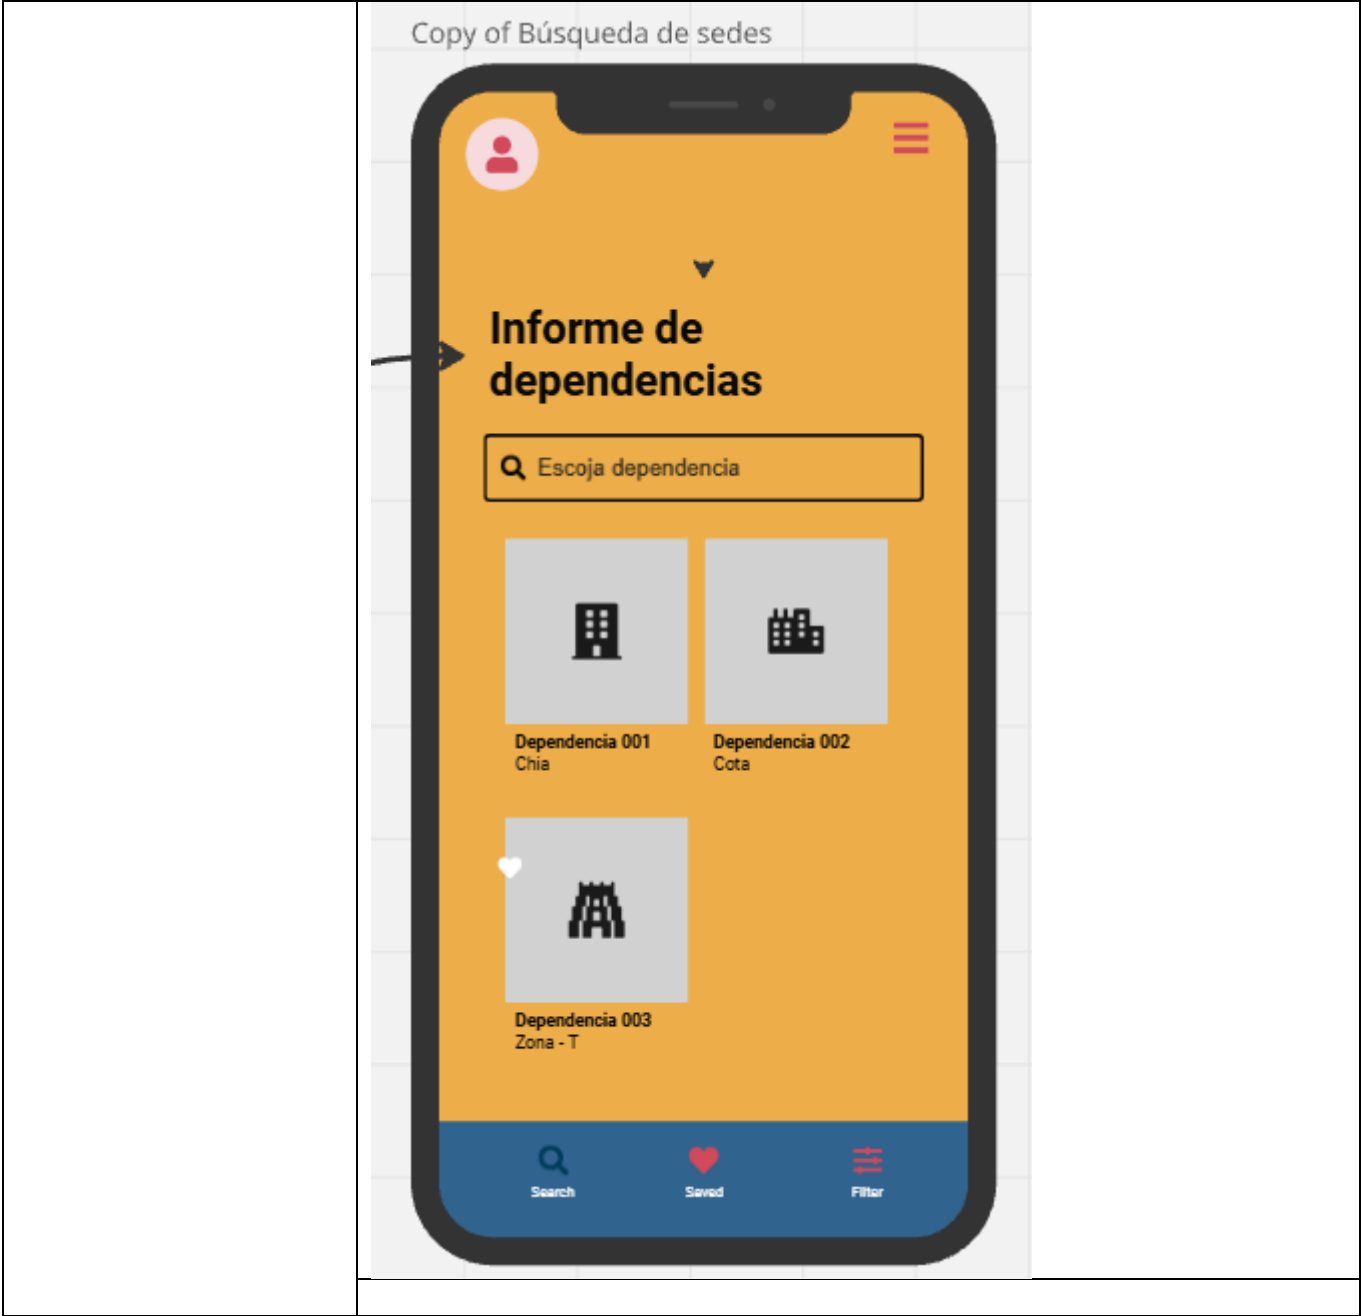 Copy of Búsqueda de sedes
Informe de
dependencias
Escoja dependencia
Dependencia 001
Chia
Dependencia 002
Cota
Dependencia 003
Zona - T
Search
Saved
Filter